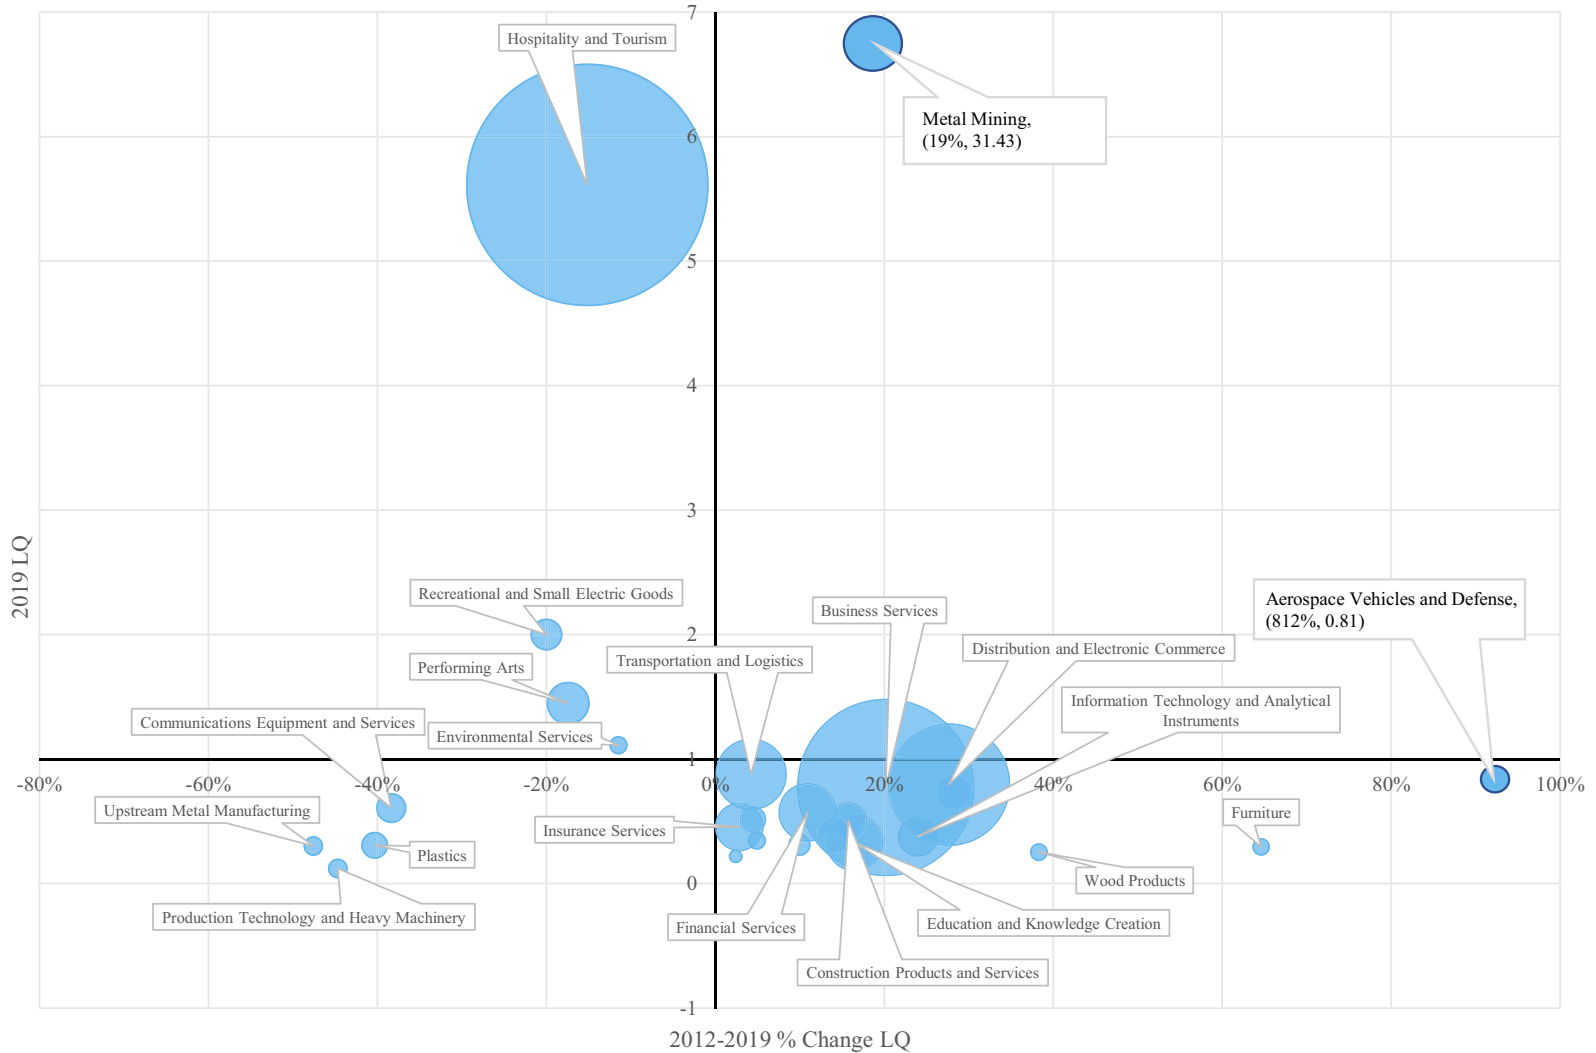 7
Hospitality and Tourism
Metal Mining,
(19%, 31.43)
6
5
4
3
2019 LQ
Recreational and Small Electric Goods
Aerospace Vehicles and Defense,
(812%, 0.81)
Business Services
2
Distribution and Electronic Commerce
Transportation and Logistics
Performing Arts
Information Technology and Analytical
Instruments
Communications Equipment and Services
Environmental Services
1
-80%
-60%
-40%
-20%
0%
20%
40%
60%
80%
100%
Upstream Metal Manufacturing
Furniture
Insurance Services
Plastics
Wood Products
0
Production Technology and Heavy Machinery
Financial Services
Education and Knowledge Creation
Construction Products and Services
-1
2012-2019 % Change LQ